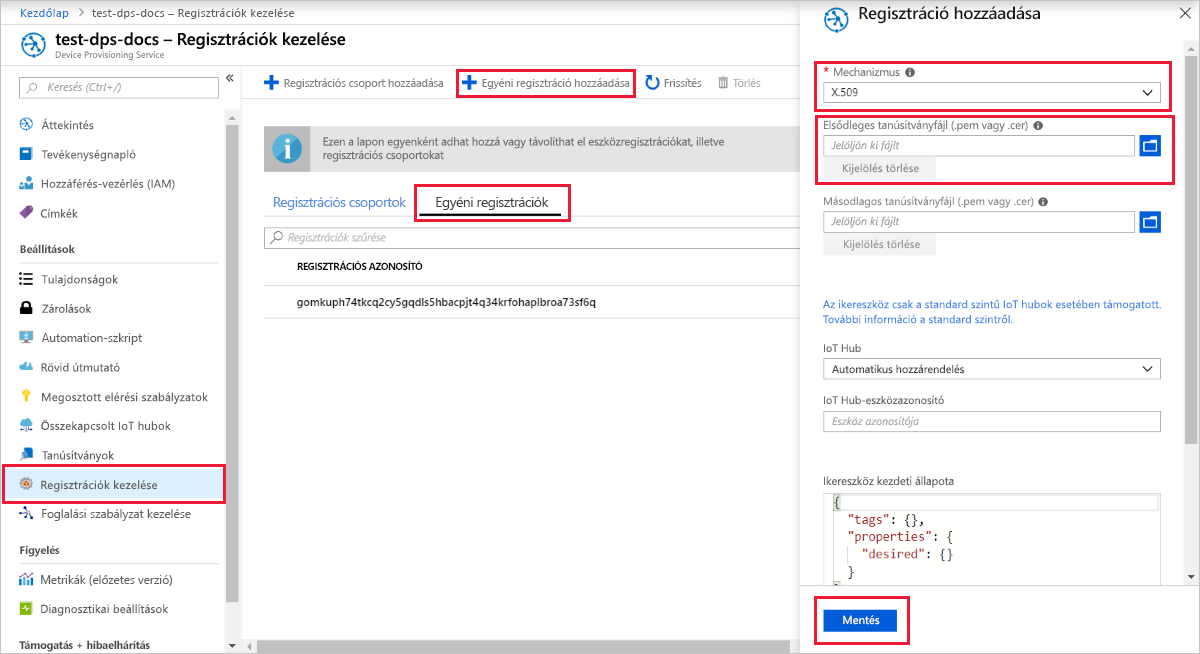 Kezdőlap > test-dps-docs – Regisztrációk kezelése
test-dps-docs – Regisztrációk kezelése
Device Provisioning Service
Keresés (Ctrl+/)
Áttekintés
Tevékenységnapló
Hozzáférés-vezérlés (IAM)
Címkék
Beállítások
Tulajdonságok
Zárolások
Automation-szkript
Rövid útmutató
Megosztott elérési szabályzatok
Összekapcsolt IoT hubok
Tanúsítványok
Regisztrációk kezelése
Foglalási szabályzat kezelése
Figyelés
Metrikák (előzetes verzió)
Diagnosztikai beállítások
Támogatás + hibaelhárítás
Regisztrációs csoport hozzáadása
Egyéni regisztráció hozzáadása
Frissítés
Törlés
Ezen a lapon egyenként adhat hozzá vagy távolíthat el eszközregisztrációkat, illetve
regisztrációs csoportokat
Regisztrációs csoportok
Egyéni regisztrációk
Regisztrációk szűrése
REGISZTRÁCIÓS AZONOSÍTÓ
gomkuph74tkcq2cy5gqdls5hbacpjt4q34krfohaplbroa73sf6q
Regisztráció hozzáadása
* Mechanizmus
X.509
Elsődleges tanúsítványfájl (.pem vagy .cer)
Jelöljön ki fájlt
Kijelölés törlése
Másodlagos tanúsítványfájl (.pem vagy .cer)
Jelöljön ki fájlt
Kijelölés törlése
Az ikereszköz csak a standard szintű IoT hubok esetében támogatott.
További információ a standard szintről.
IoT Hub
Automatikus hozzárendelés
IoT Hub-eszközazonosító
Eszköz azonosítója
Ikereszköz kezdeti állapota
{
"tags": {},
"properties": {
"desired": {}
}
Mentés